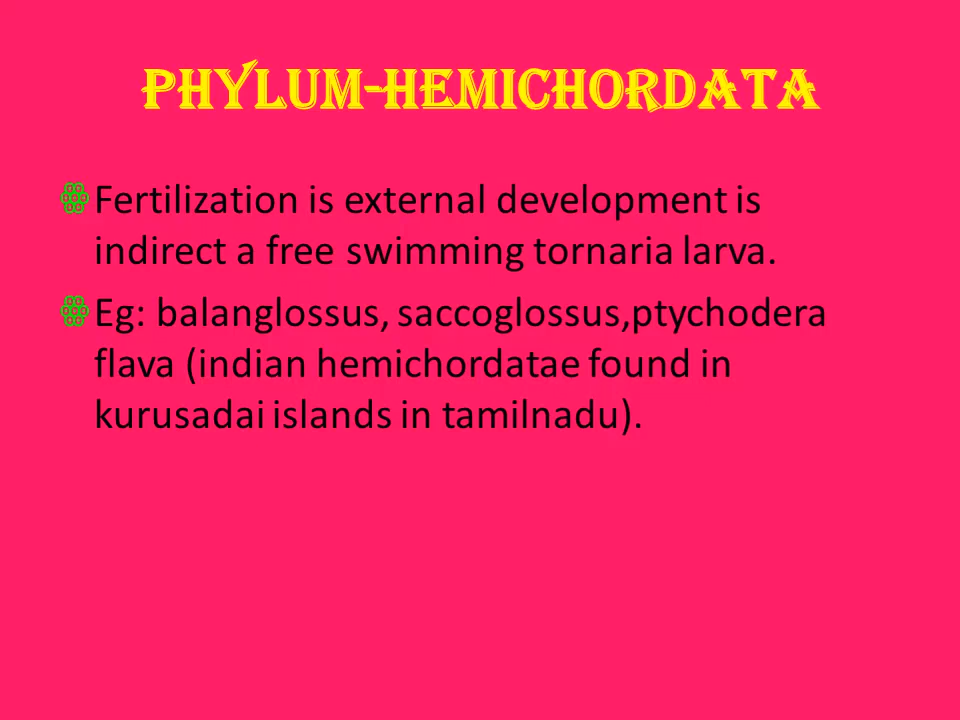 PHYLUM-HEMICHORDATA
Fertilization is external development is
indirect a free swimming tornaria larva.
Eg: balanglossus, saccoglossus,ptychodera
flava (indian hemichordatae found in
kurusadai islands in tamilnadu).